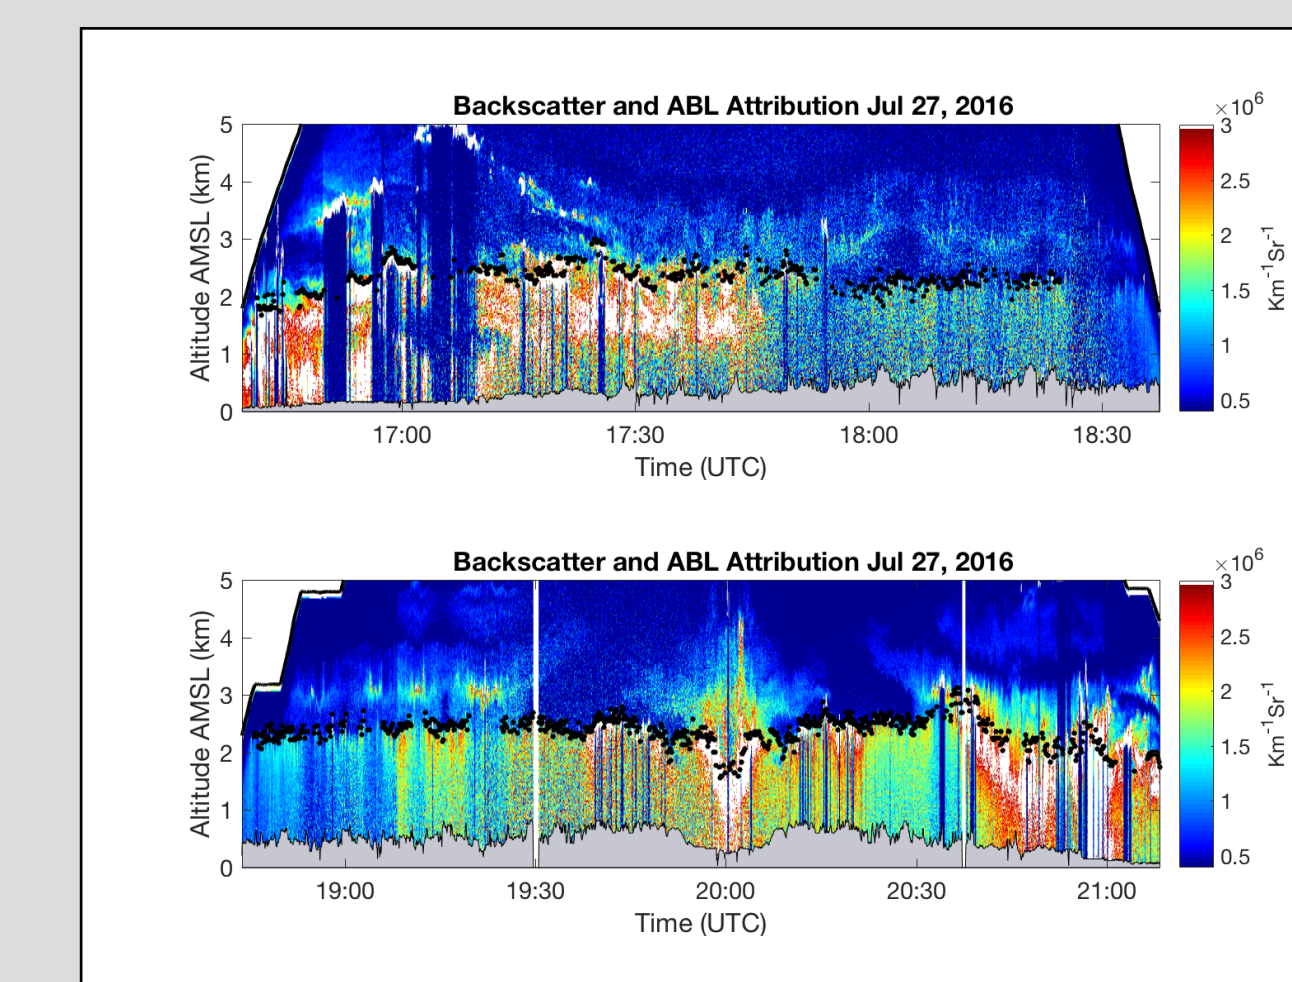 Backscatter and ABL Attribution Jul 27, 2016
×10⁶
5
4
3
2
1
0
Altitude AMSL (km)
17:00 17:30 18:00 18:30
Time (UTC)
3
2.5
2
1.5
1
0.5
Km⁻¹Sr⁻¹
Backscatter and ABL Attribution Jul 27, 2016
×10⁶
5
4
3
2
1
0
Altitude AMSL (km)
19:00 19:30 20:00 20:30 21:00
Time (UTC)
3
2.5
2
1.5
1
0.5
Km⁻¹Sr⁻¹